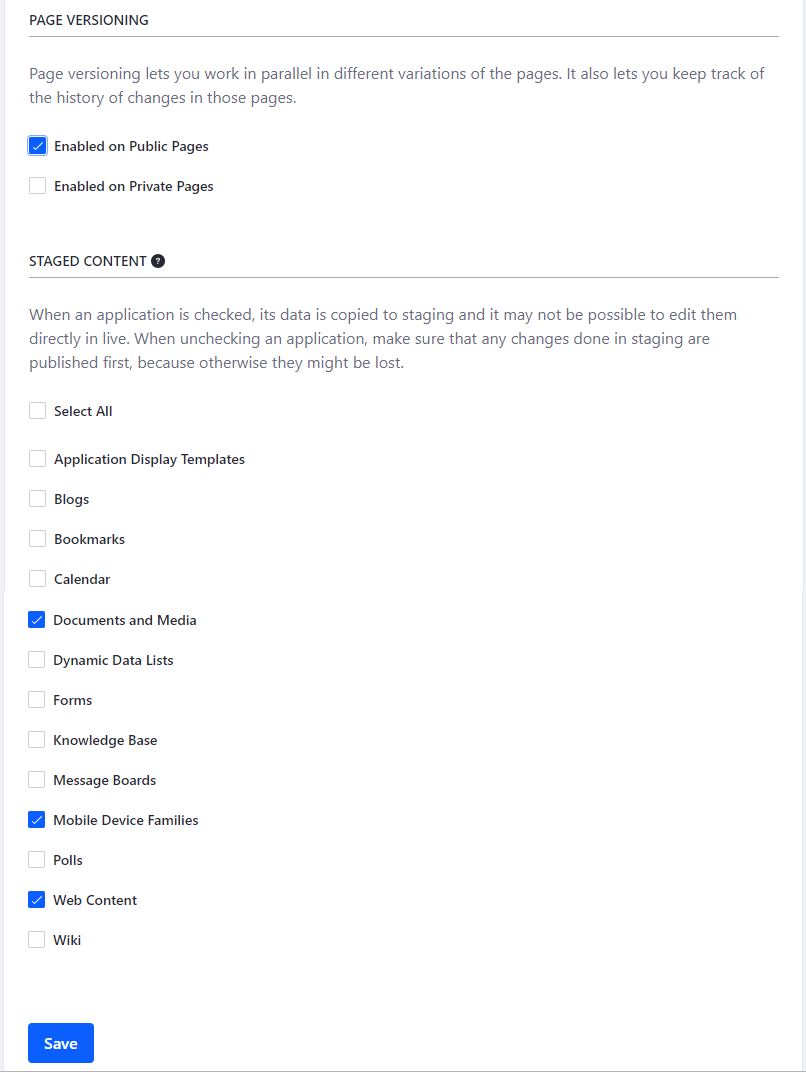 PAGE VERSIONING
Page versioning lets you work in parallel in different variations of the pages. It also lets you keep track of
the history of changes in those pages.
Enabled on Public Pages
Enabled on Private Pages
STAGED CONTENT ?
When an application is checked, its data is copied to staging and it may not be possible to edit them
directly in live. When unchecking an application, make sure that any changes done in staging are
published first, because otherwise they might be lost.
Select All
Application Display Templates
Blogs
Bookmarks
Calendar
Documents and Media
Dynamic Data Lists
Forms
Knowledge Base
Message Boards
Mobile Device Families
Polls
Web Content
Wiki
Save